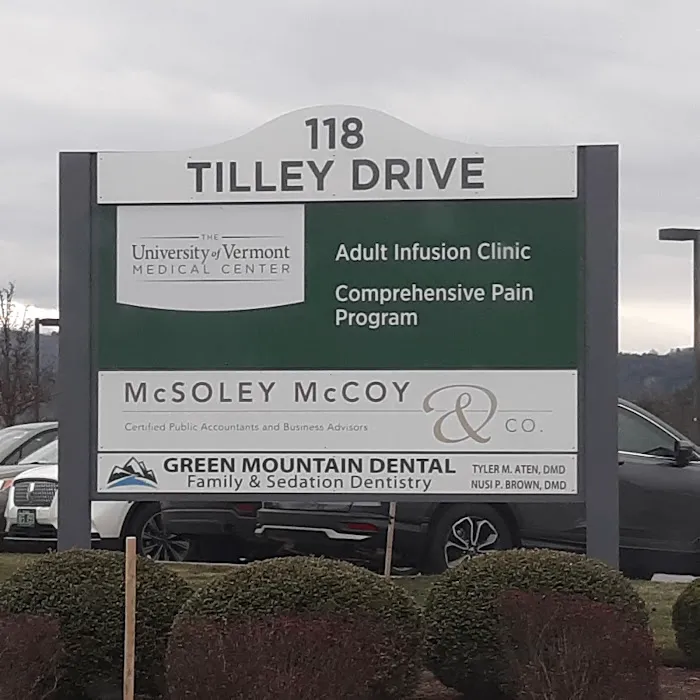 118
TILLEY DRIVE
THE
University of Vermont
MEDICAL CENTER
Adult Infusion Clinic
Comprehensive Pain
Program
McSOLEY McCOY & CO.
Certified Public Accountants and Business Advisors
GREEN MOUNTAIN DENTAL
Family & Sedation Dentistry
TYLER M. ATEN, DMD
NUSI P. BROWN, DMD